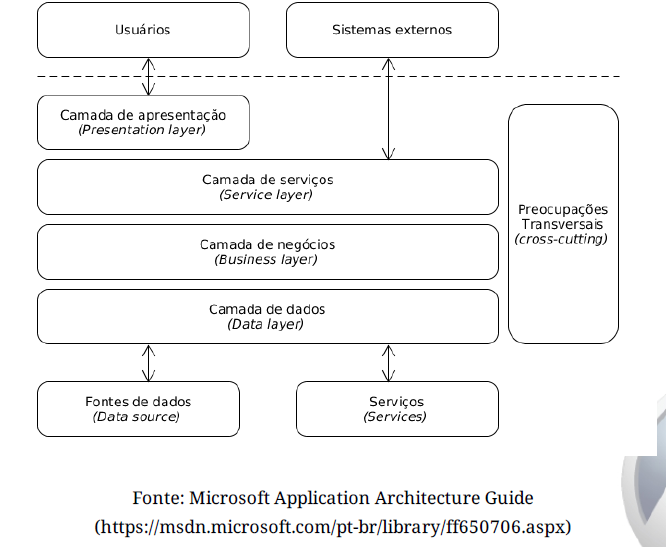 Usuários
Sistemas externos
Camada de apresentação
(Presentation layer)
Camada de serviços
(Service layer)
Camada de negócios
(Business layer)
Camada de dados
(Data layer)
Preocupações
Transversais
(cross-cutting)
Fontes de dados
(Data source)
Serviços
(Services)
Fonte: Microsoft Application Architecture Guide
(https://msdn.microsoft.com/pt-br/library/ff650706.aspx)